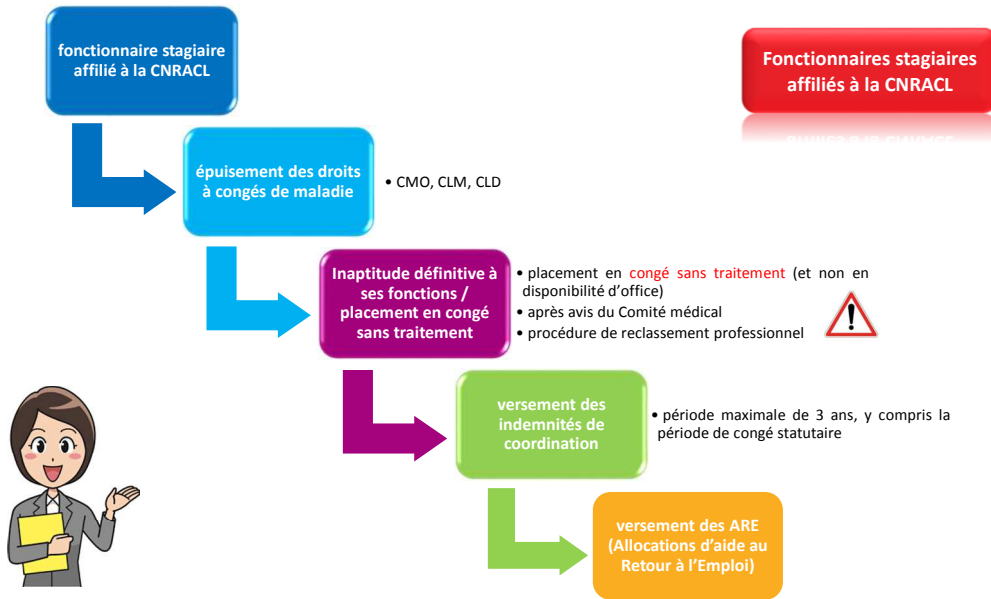 fonctionnaire stagiaire
affilié à la CNRACL
Fonctionnaires stagiaires
affiliés à la CNRACL
épuisement des droits
à congés de maladie
• CMO, CLM, CLD
Inaptitude définitive à
ses fonctions /
placement en congé
sans traitement
• placement en congé sans traitement (et non en
disponibilité d’office)
• après avis du Comité médical
• procédure de reclassement professionnel
versement des
indemnités de
coordination
• période maximale de 3 ans, y compris la
période de congé statutaire
versement des ARE
(Allocations d’aide au
Retour à l’Emploi)